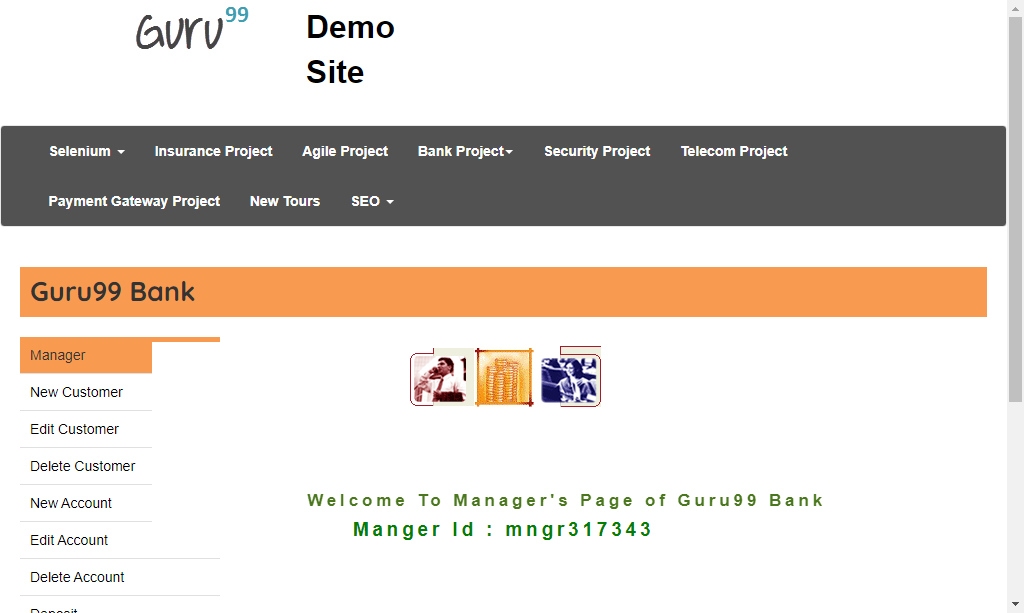 Guru99
Demo
Site
Selenium
Insurance Project
Agile Project
Bank Project
Security Project
Telecom Project
Payment Gateway Project
New Tours
SEO
Guru99 Bank
Manager
New Customer
Edit Customer
Delete Customer
New Account
Edit Account
Delete Account
Deposit
Welcome To Manager's Page of Guru99 Bank
Manger Id : mngr317343